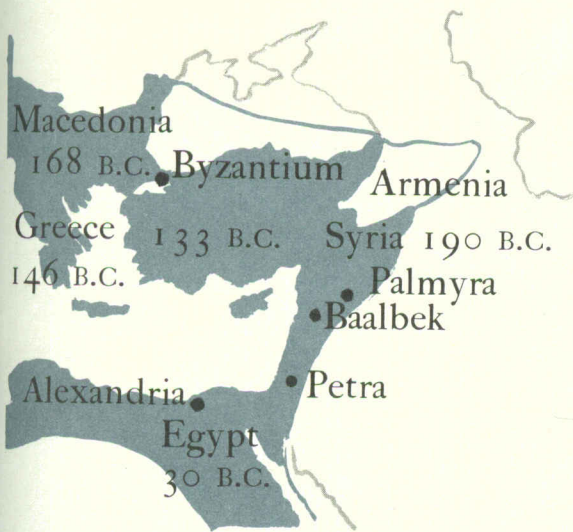 Macedonia
168 B.C.
Byzantium
Armenia
Greece
146 B.C.
133 B.C.
Syria 190 B.C.
Palmyra
Baalbek
Alexandria
Petra
Egypt
30 B.C.